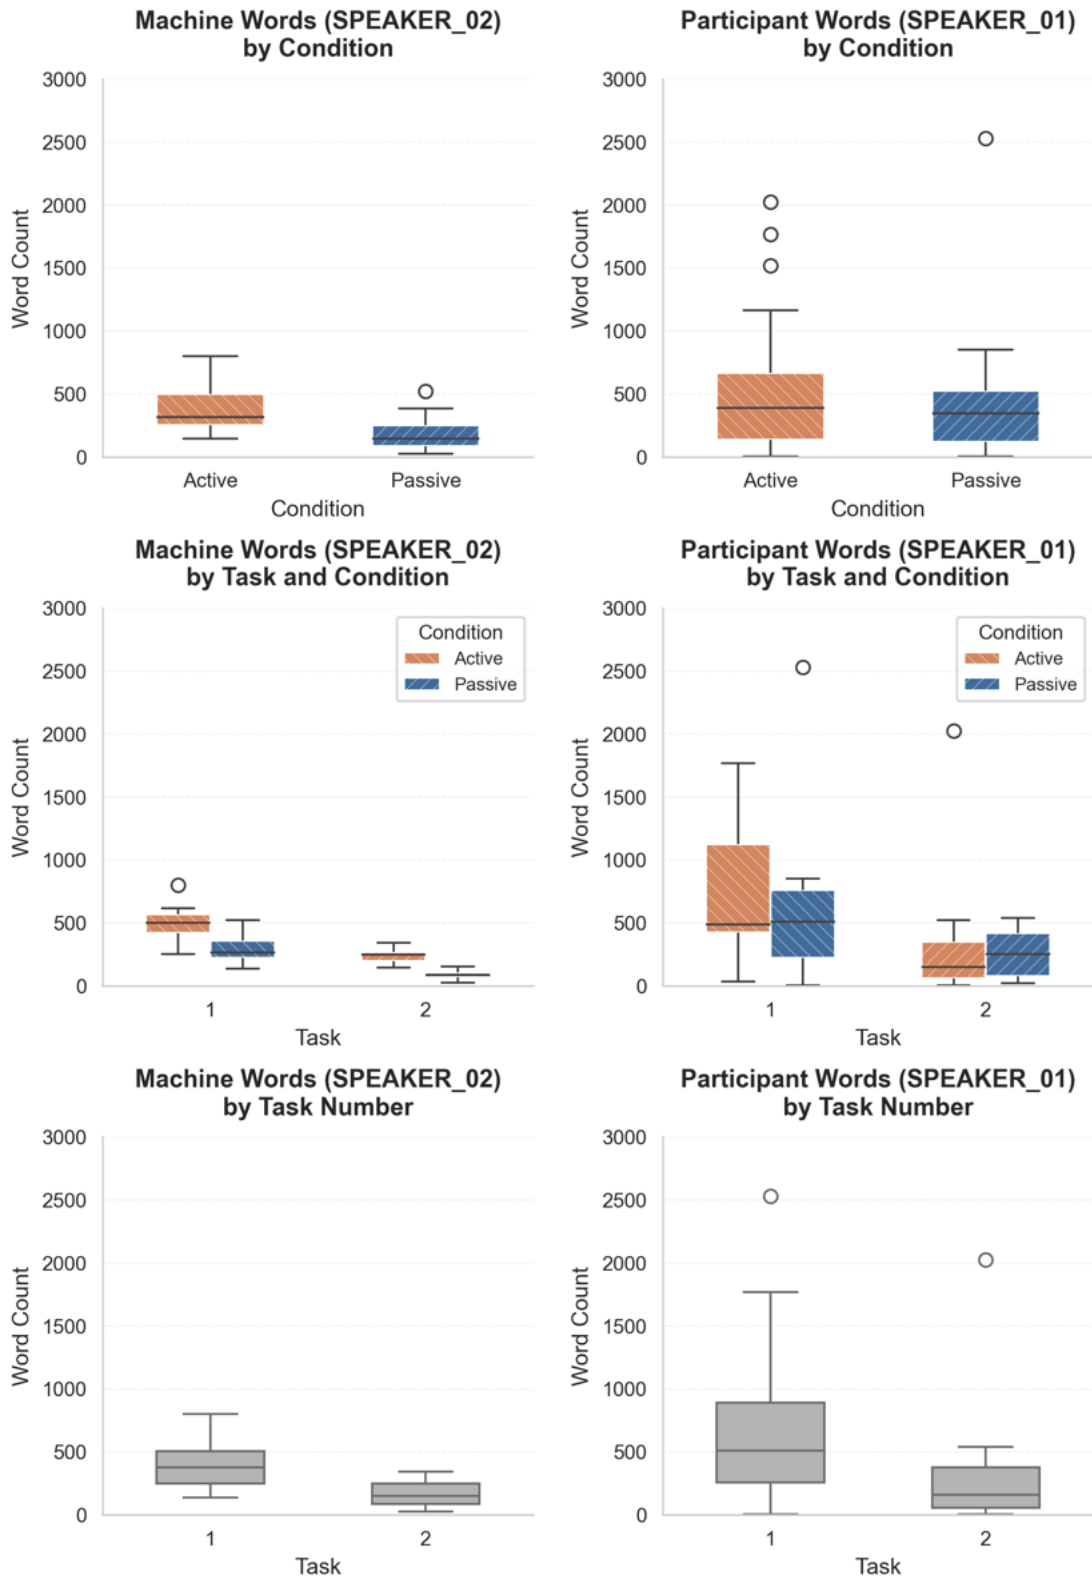 Machine Words (SPEAKER_02)
by Condition
3000
2500
2000
1500
1000
500
0
Word Count
Active
Passive
Condition
Participant Words (SPEAKER_01)
by Condition
3000
2500
2000
1500
1000
500
0
Word Count
Active
Passive
Condition
Machine Words (SPEAKER_02)
by Task and Condition
3000
2500
2000
1500
1000
500
0
Word Count
Condition
Active
Passive
1
2
Task
Participant Words (SPEAKER_01)
by Task and Condition
3000
2500
2000
1500
1000
500
0
Word Count
Condition
Active
Passive
1
2
Task
Machine Words (SPEAKER_02)
by Task Number
3000
2500
2000
1500
1000
500
0
Word Count
1
2
Task
Participant Words (SPEAKER_01)
by Task Number
3000
2500
2000
1500
1000
500
0
Word Count
1
2
Task